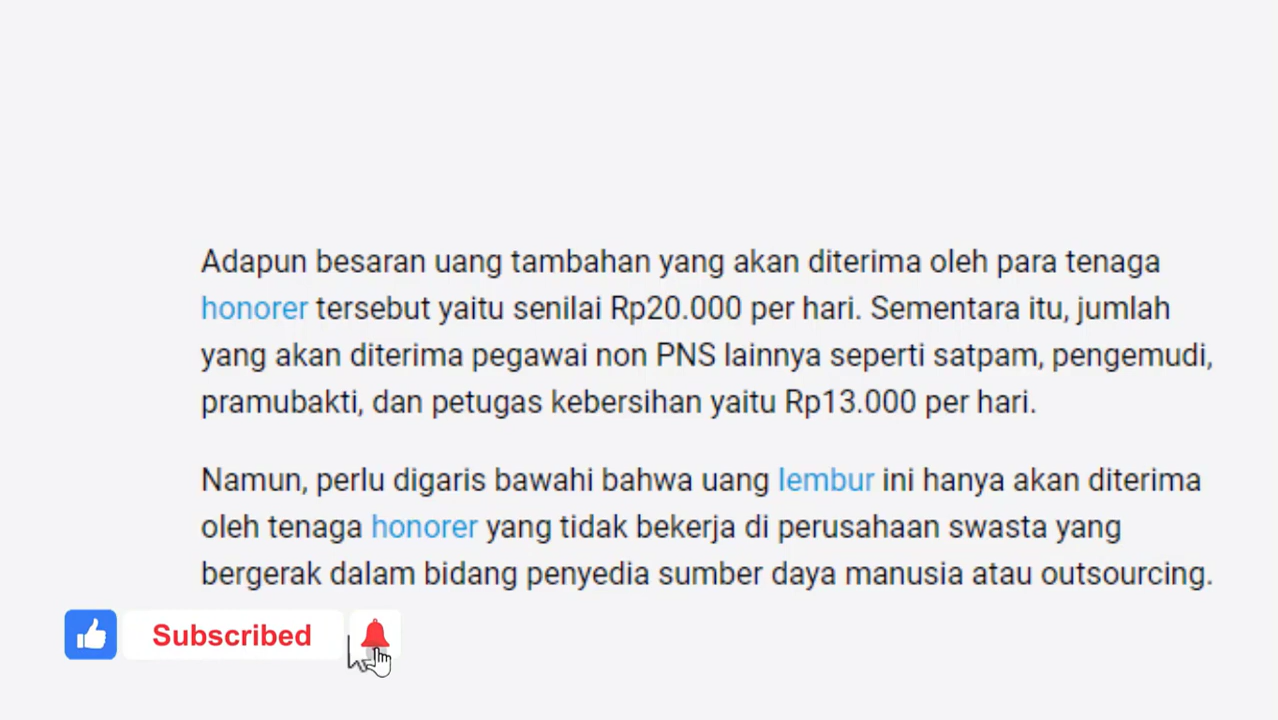 Adapun besaran uang tambahan yang akan diterima oleh para tenaga
honorer tersebut yaitu senilai Rp20.000 per hari. Sementara itu, jumlah
yang akan diterima pegawai non PNS lainnya seperti satpam, pengemudi,
pramubakti, dan petugas kebersihan yaitu Rp13.000 per hari.
Namun, perlu digaris bawahi bahwa uang lembur ini hanya akan diterima
oleh tenaga honorer yang tidak bekerja di perusahaan swasta yang
bergerak dalam bidang penyedia sumber daya manusia atau outsourcing.
Subscribed